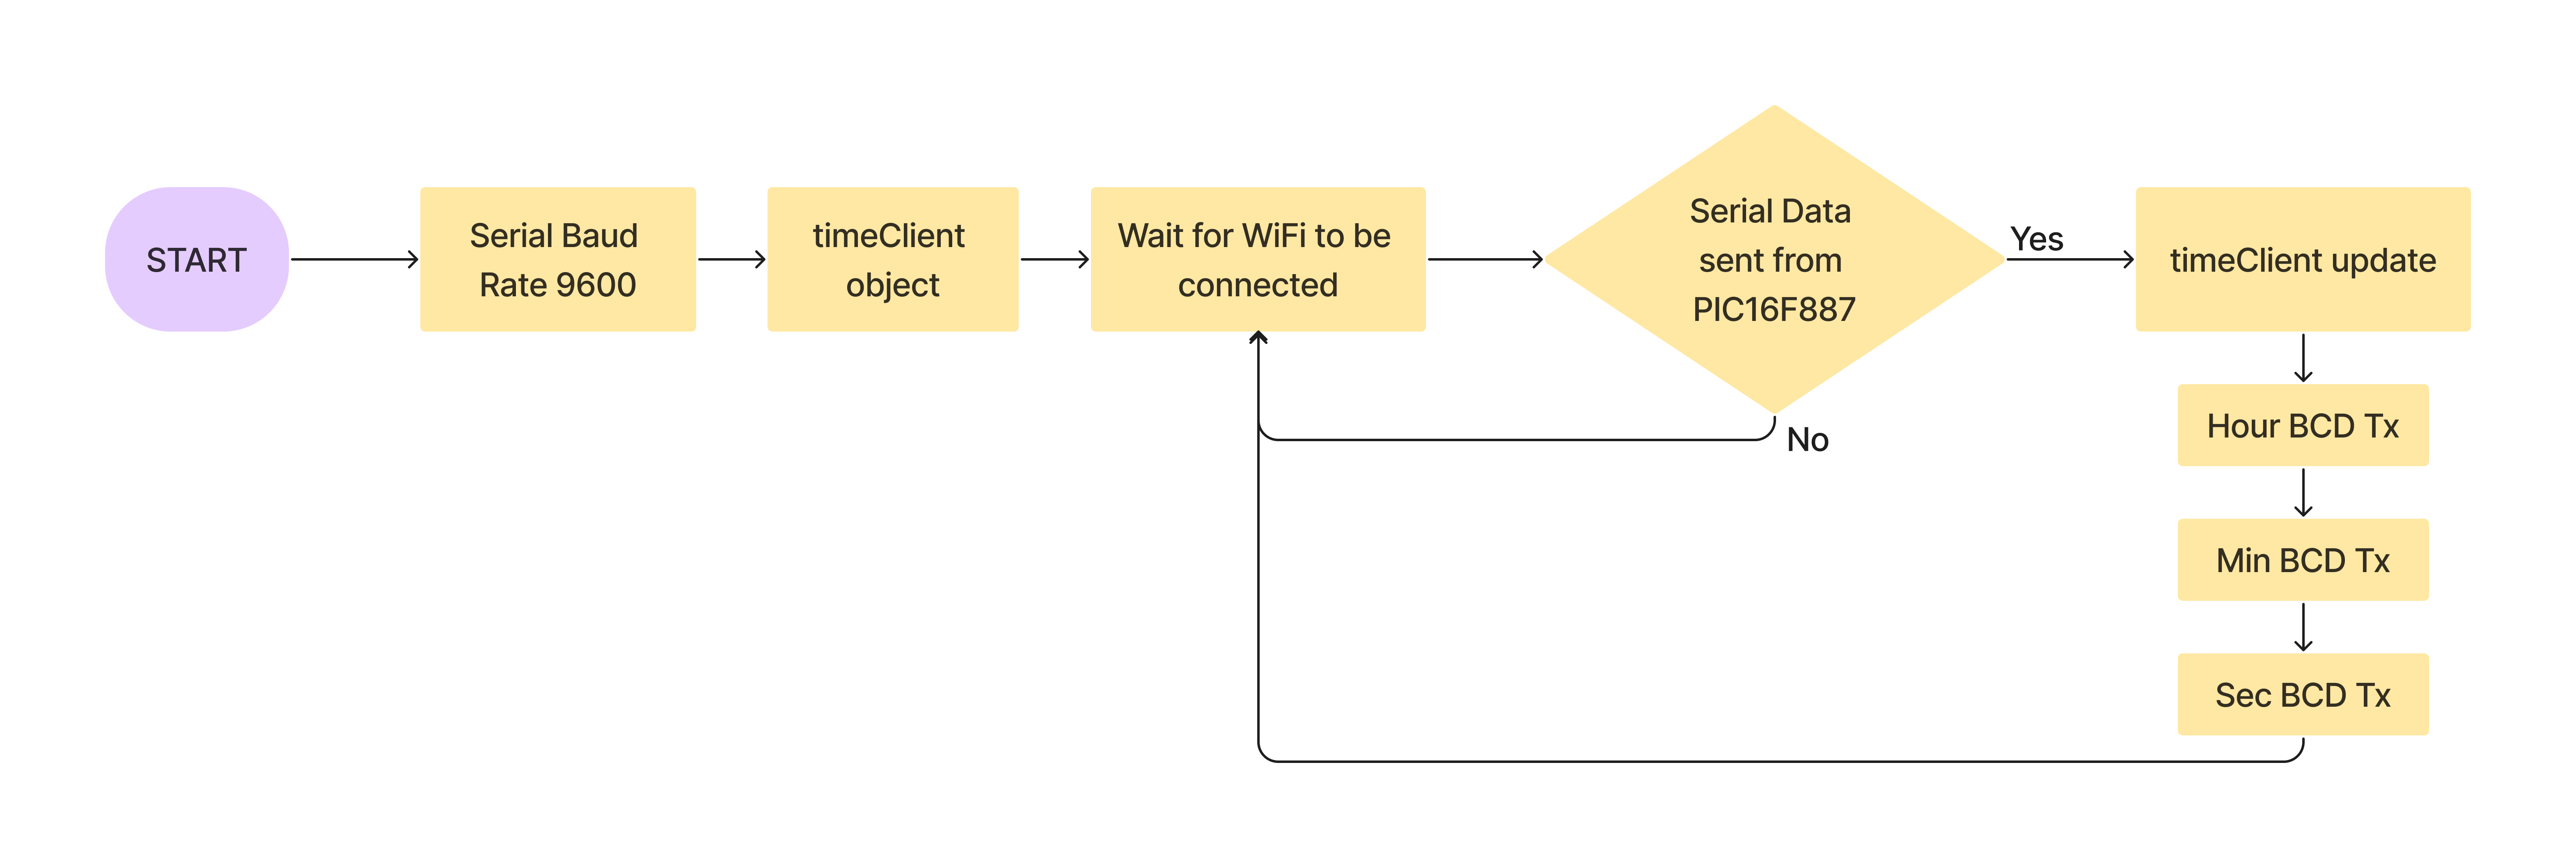 START
Serial Baud
Rate 9600
timeClient
object
Wait for WiFi to be
connected
Serial Data
sent from
PIC16F887
Yes
No
timeClient update
Hour BCD Tx
Min BCD Tx
Sec BCD Tx